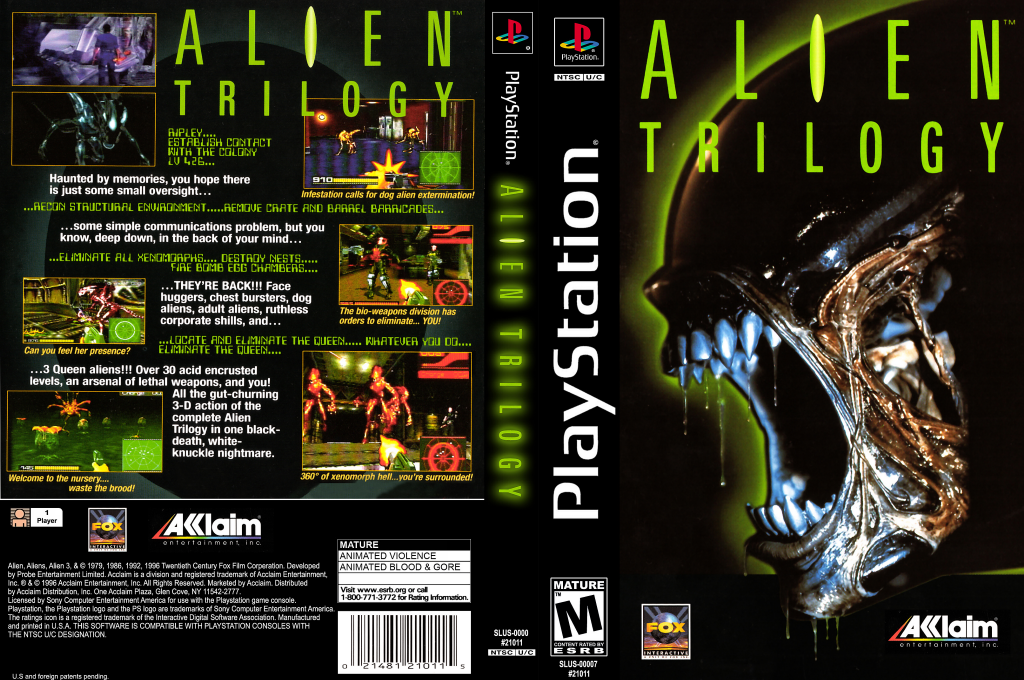 ALIEN™
TRILOGY
RIPLEY....
ESTABLISH CONTACT
WITH THE COLONY
LV 426...
Haunted by memories, you hope there
is just some small oversight...
910
Infestation calls for dog alien extermination!
...RECON STRUCTURAL ENVIRONMENT.....REMOVE CRATE AND BARREL BARRICADES...
...some simple communications problem, but you
know, deep down, in the back of your mind...
...ELIMINATE ALL XENOMORPHS.... DESTROY NESTS.....
FIRE BOMB EGG CHAMBERS....
The bio-weapons division has
orders to eliminate... YOU!
...THEY'RE BACK!!! Face
huggers, chest bursters, dog
aliens, adult aliens, ruthless
corporate shills, and...
Can you feel her presence?
...LOCATE AND ELIMINATE THE QUEEN..... WHATEVER YOU DO....
ELIMINATE THE QUEEN....
...3 Queen aliens!!! Over 30 acid encrusted
levels, an arsenal of lethal weapons, and you!
All the gut-churning
3-D action of the
complete Alien
Trilogy in one black-
death, white-
knuckle nightmare.
Welcome to the nursery....
waste the brood!
360° of xenomorph hell...you're surrounded!
1
Player
FOX
INTERACTIVE
AKKlaim®
entertainment, inc.
Alien, Aliens, Alien 3, & © 1979, 1986, 1992, 1996 Twentieth Century Fox Film Corporation. Developed
by Probe Entertainment Limited. Acclaim is a division and registered trademark of Acclaim Entertainment,
Inc. ® & © 1996 Acclaim Entertainment, Inc. All Rights Reserved. Marketed by Acclaim. Distributed
by Acclaim Distribution, Inc. One Acclaim Plaza, Glen Cove, NY 11542-2777.
Licensed by Sony Computer Entertainment America for use with the Playstation game console.
Playstation, the Playstation logo and the PS logo are trademarks of Sony Computer Entertainment America.
The ratings icon is a registered trademark of the Interactive Digital Software Association. Manufactured
and printed in U.S.A. THIS SOFTWARE IS COMPATIBLE WITH PLAYSTATION CONSOLES WITH
THE NTSC U/C DESIGNATION.
U.S and foreign patents pending.
MATURE
ANIMATED VIOLENCE
ANIMATED BLOOD & GORE
Visit www.esrb.org or call
1-800-771-3772 for Rating Information.
0 21481 21011 5
PlayStation®
ALIEN TRILOGY
SLUS-0000
#21011
NTSC U/C
PlayStation
NTSC U/C
PlayStation®
MATURE
M
CONTENT RATED BY
ESRB
SLUS-00007
#21011
ALIEN™
TRILOGY
FOX
INTERACTIVE
AKKlaim®
entertainment, inc.